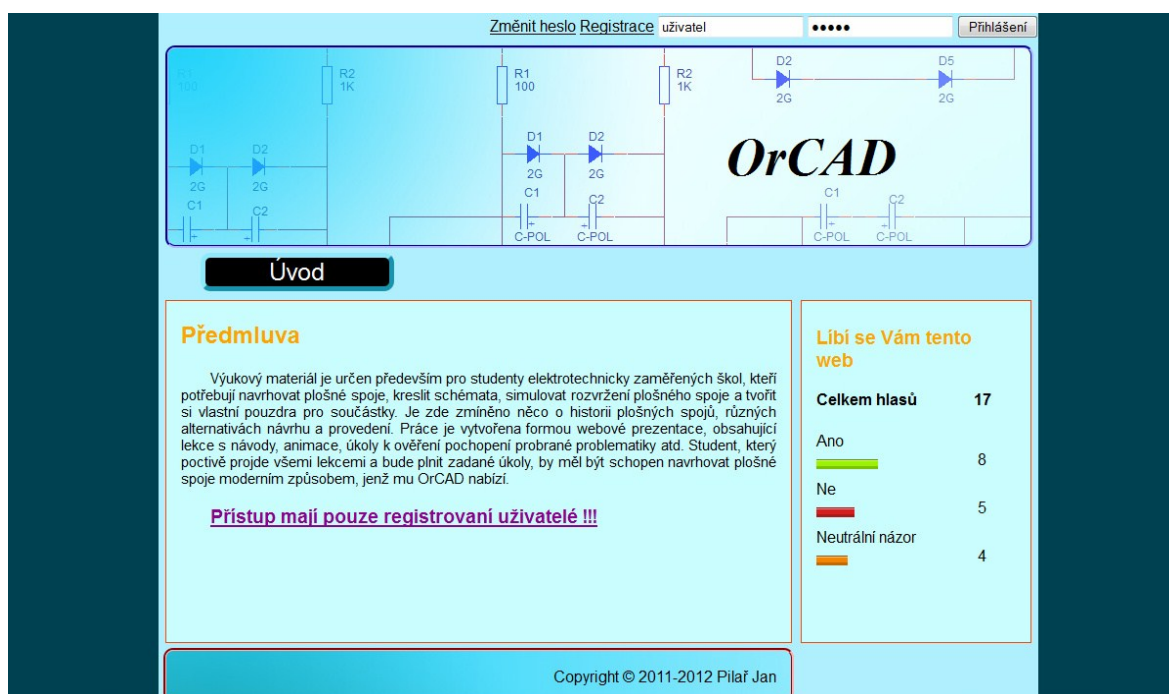 Změnit heslo Registrace uživatel ••••• Přihlášení
R1
100
R2
1K
R1
100
R2
1K
D2
2G
D5
2G
D1
2G
D2
2G
D1
2G
D2
2G
OrCAD
C1
C2
C1
C-POL
C2
C-POL
C1
C-POL
C2
C-POL
Úvod
Předmluva
Výukový materiál je určen především pro studenty elektrotechnicky zaměřených škol, kteří
potřebují navrhovat plošné spoje, kreslit schémata, simulovat rozvržení plošného spoje a tvořit
si vlastní pouzdra pro součástky. Je zde zmíněno něco o historii plošných spojů, různých
alternativách návrhu a provedení. Práce je vytvořena formou webové prezentace, obsahující
lekce s návody, animace, úkoly k ověření pochopení probrané problematiky atd. Student, který
poctivě projde všemi lekcemi a bude plnit zadané úkoly, by měl být schopen navrhovat plošné
spoje moderním způsobem, jenž mu OrCAD nabízí.
Přístup mají pouze registrovaní uživatelé !!!
Líbí se Vám tento
web
Celkem hlasů 17
Ano
8
Ne
5
Neutrální názor
4
Copyright © 2011-2012 Pilař Jan